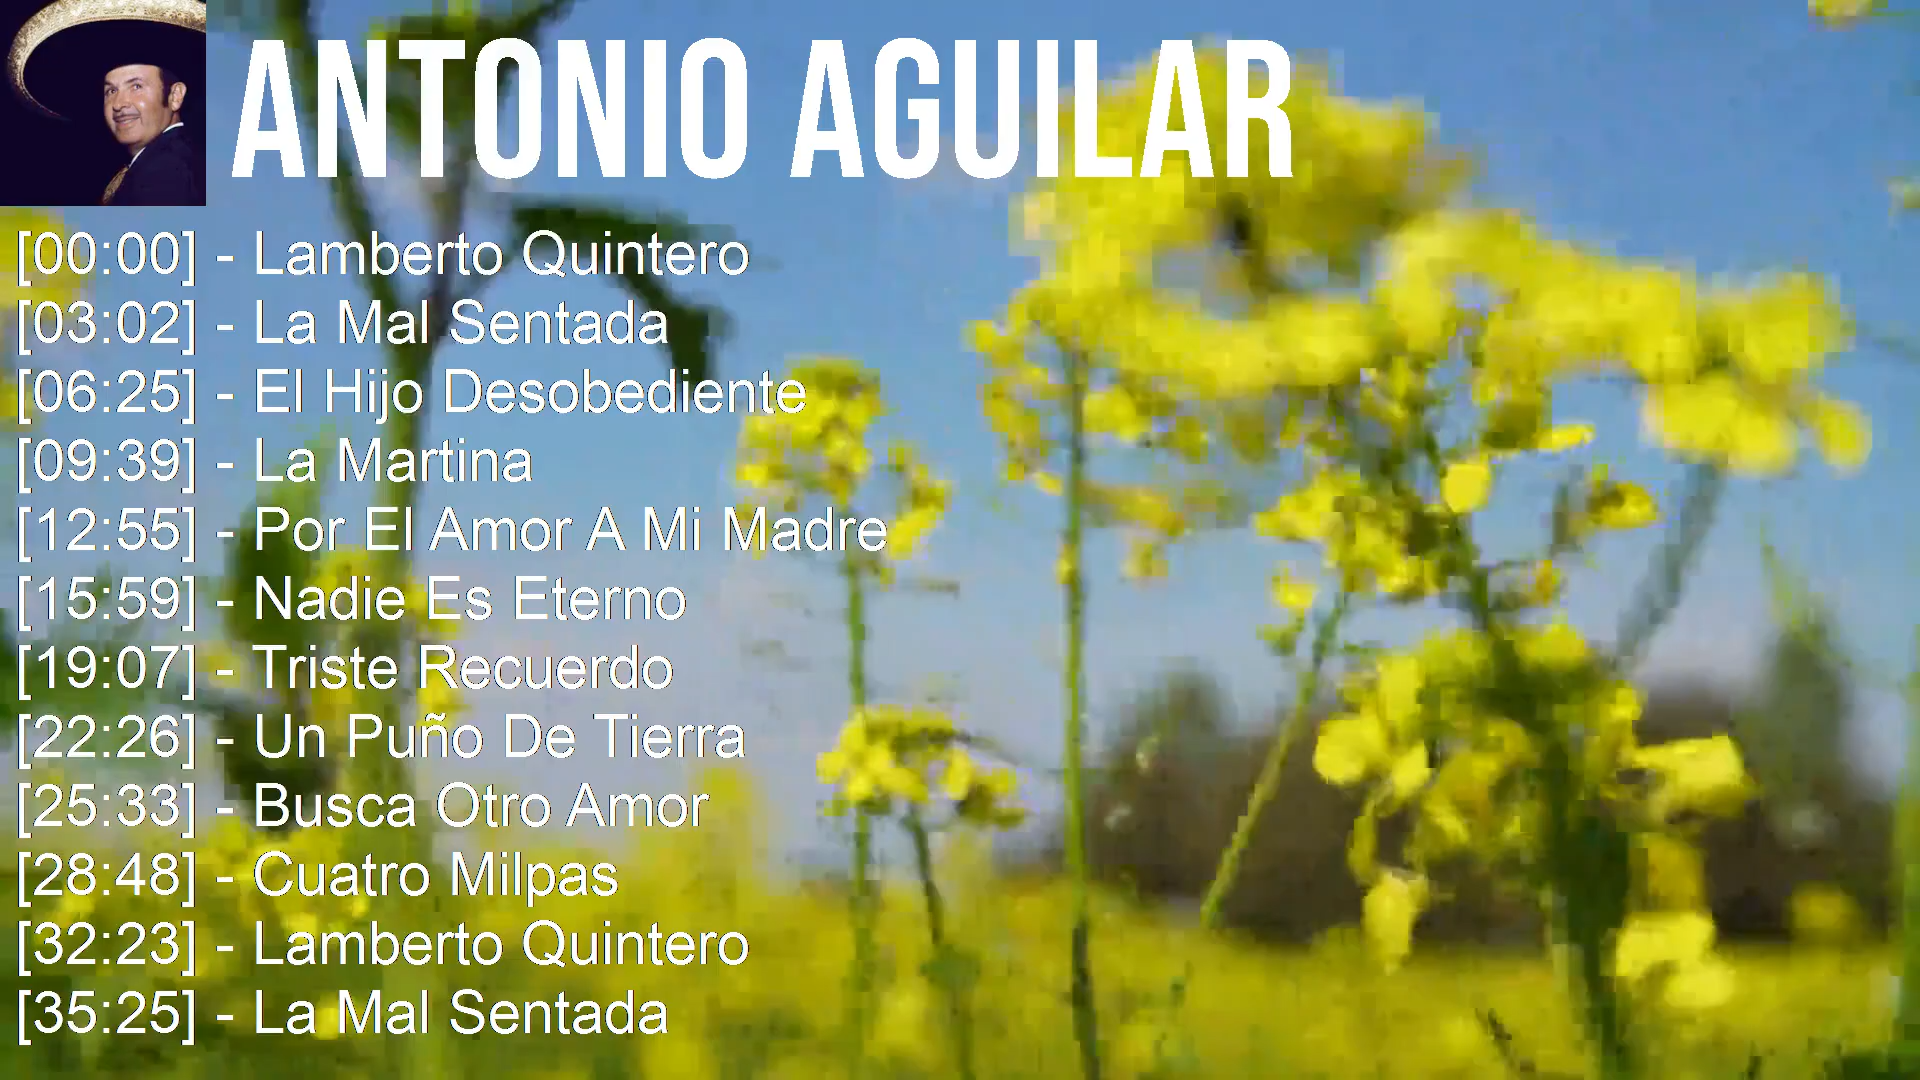 ANTONIO AGUILAR
[00:00] - Lamberto Quintero
[03:02] - La Mal Sentada
[06:25] - El Hijo Desobediente
[09:39] - La Martina
[12:55] - Por El Amor A Mi Madre
[15:59] - Nadie Es Eterno
[19:07] - Triste Recuerdo
[22:26] - Un Puño De Tierra
[25:33] - Busca Otro Amor
[28:48] - Cuatro Milpas
[32:23] - Lamberto Quintero
[35:25] - La Mal Sentada